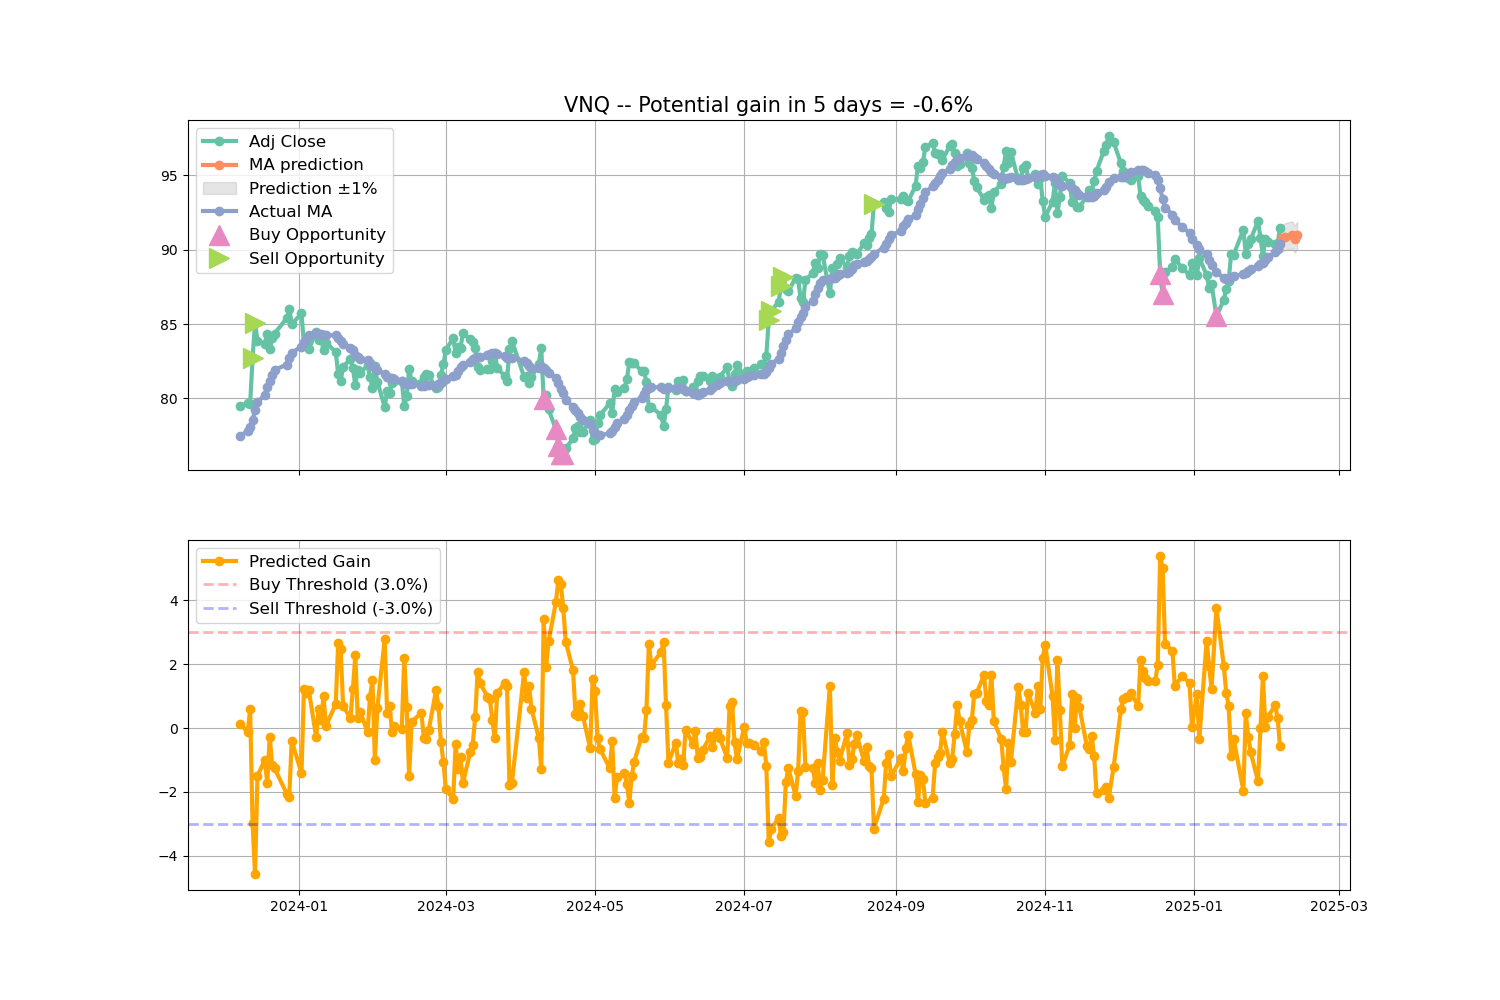 VNQ -- Potential gain in 5 days = -0.6%
Adj Close
MA prediction
Prediction ±1%
Actual MA
Buy Opportunity
Sell Opportunity
95
90
85
80
Predicted Gain
Buy Threshold (3.0%)
Sell Threshold (-3.0%)
4
2
0
−2
−4
2024-01 2024-03 2024-05 2024-07 2024-09 2024-11 2025-01 2025-03